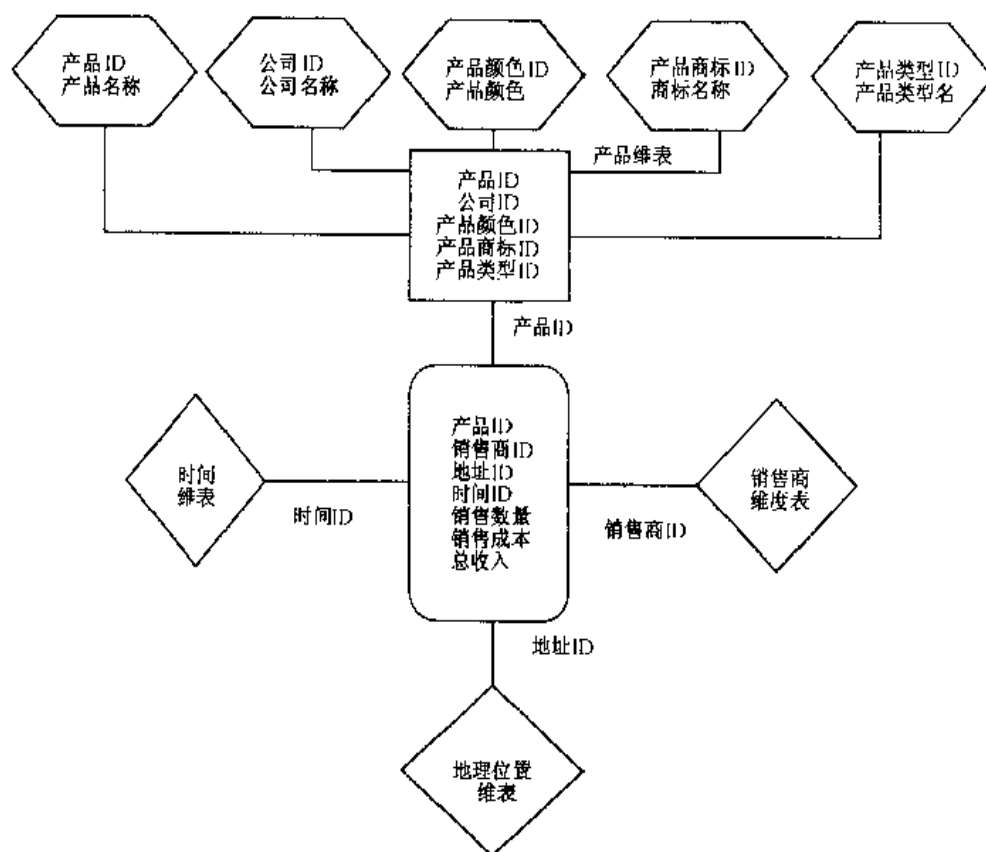 产品ID
产品名称
公司ID
公司名称
产品颜色ID
产品颜色
产品商标ID
商标名称
产品类型ID
产品类型名
产品维表
产品ID
公司ID
产品颜色ID
产品商标ID
产品类型ID
产品ID
产品ID
销售商ID
地址ID
时间ID
销售数量
销售成本
总收入
时间
维表
时间ID
销售商
维度表
销售商ID
地址ID
地理位置
维表